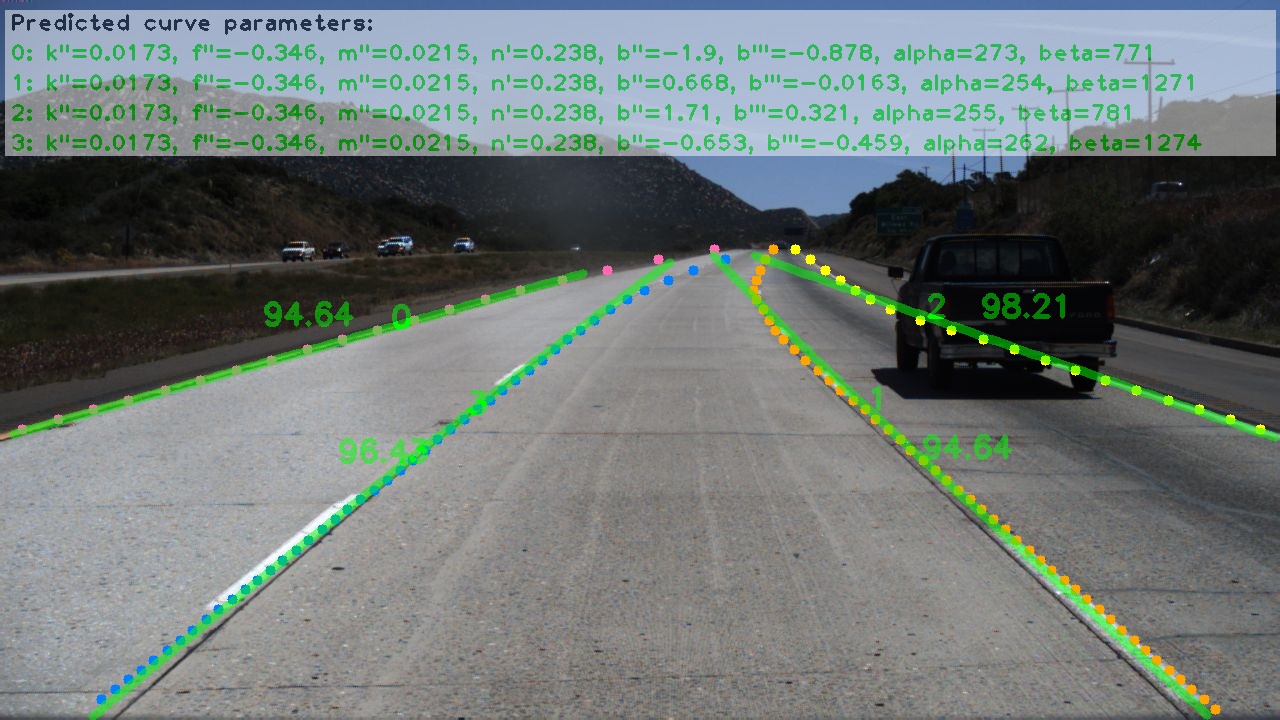 Predicted curve parameters:
0: k''=0.0173, f''=-0.346, m''=0.0215, n'=0.238, b''=-1.9, b'''=-0.878, alpha=273, beta=771
1: k''=0.0173, f''=-0.346, m''=0.0215, n'=0.238, b''=0.668, b'''=-0.0163, alpha=254, beta=1271
2: k''=0.0173, f''=-0.346, m''=0.0215, n'=0.238, b''=1.71, b'''=0.321, alpha=255, beta=781
3: k''=0.0173, f''=-0.346, m''=0.0215, n'=0.238, b''=-0.653, b'''=-0.459, alpha=262, beta=1274
94.64 0
2 98.21
3
1
96.43
94.64
FORD